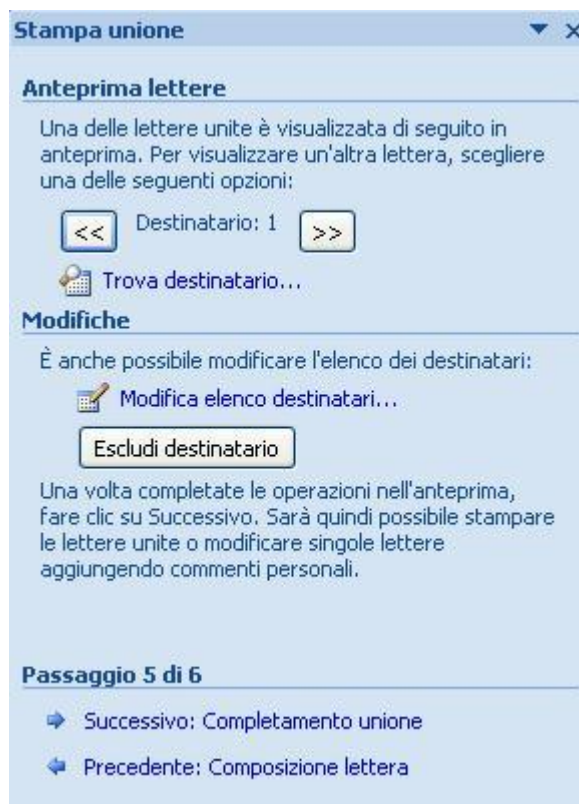 Stampa unione
Anteprima lettere
Una delle lettere unite è visualizzata di seguito in
anteprima. Per visualizzare un'altra lettera, scegliere
una delle seguenti opzioni:
<< Destinatario: 1 >>
Trova destinatario...
Modifiche
È anche possibile modificare l'elenco dei destinatari:
Modifica elenco destinatari...
Escludi destinatario
Una volta completate le operazioni nell'anteprima,
fare clic su Successivo. Sarà quindi possibile stampare
le lettere unite o modificare singole lettere
aggiungendo commenti personali.
Passaggio 5 di 6
Successivo: Completamento unione
Precedente: Composizione lettera